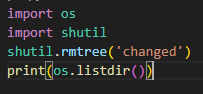 import os
import shutil
shutil.rmtree('changed')
print(os.listdir())